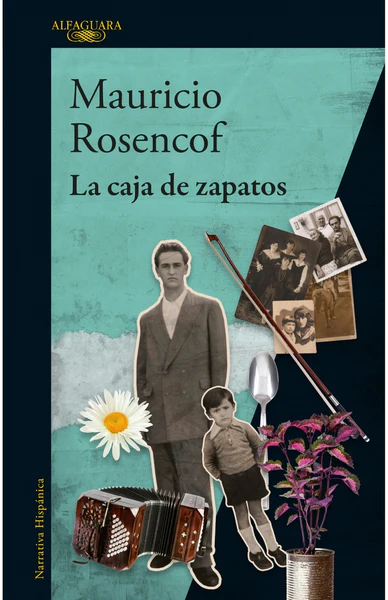 ALFAGUARA
Mauricio
Rosencof
La caja de zapatos
Narrativa Hispánica